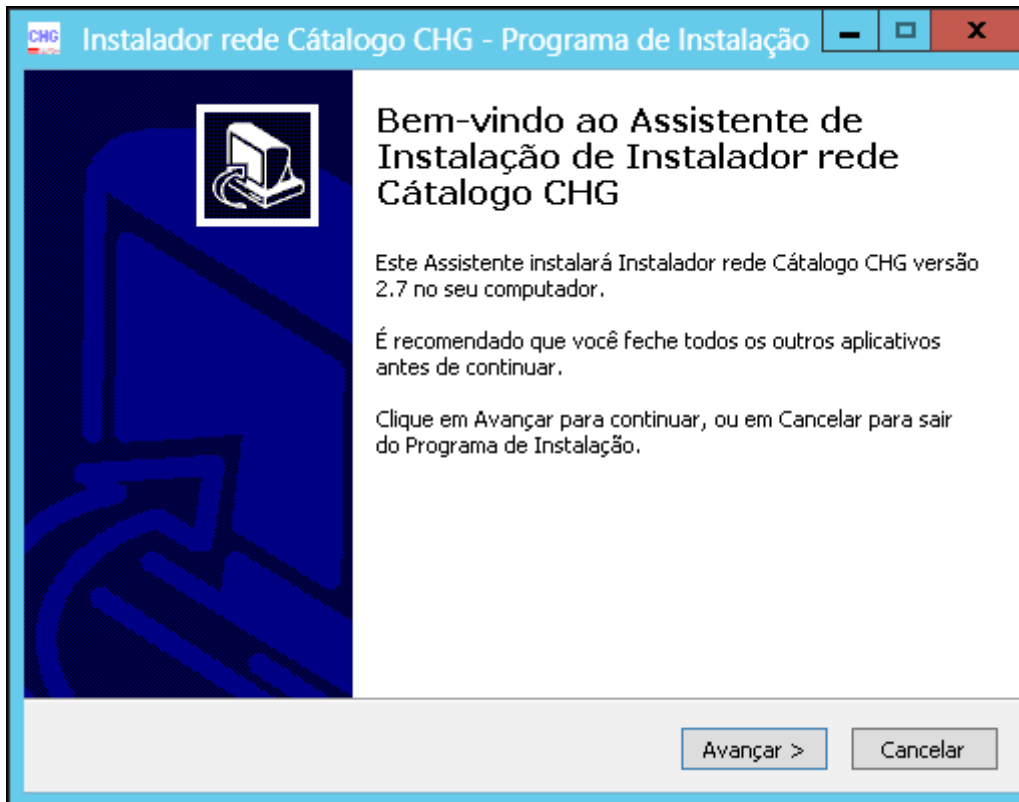 CHG
Instalador rede Cátalogo CHG - Programa de Instalação
Bem-vindo ao Assistente de
Instalação de Instalador rede
Cátalogo CHG
Este Assistente instalará Instalador rede Cátalogo CHG versão
2.7 no seu computador.
É recomendado que você feche todos os outros aplicativos
antes de continuar.
Clique em Avançar para continuar, ou em Cancelar para sair
do Programa de Instalação.
Avançar >
Cancelar